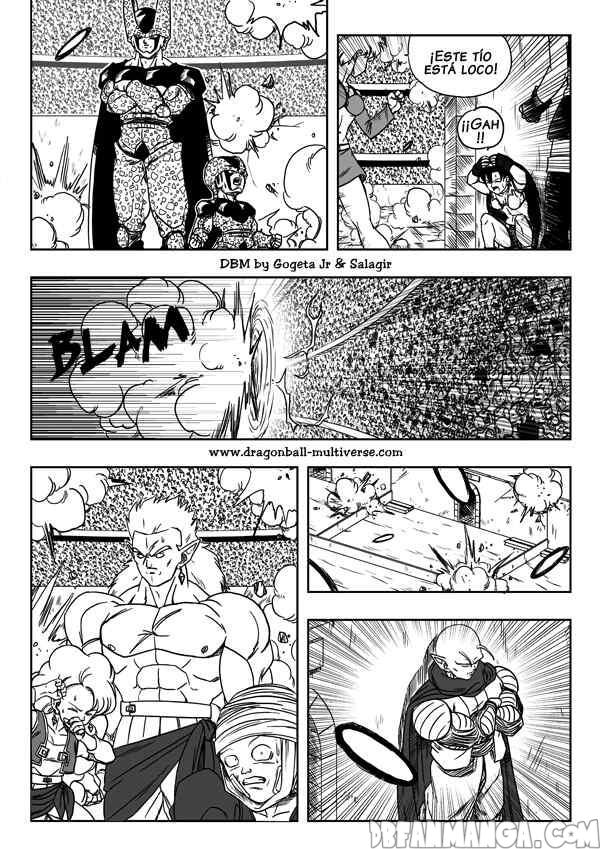 ¡ESTE TÍO
ESTÁ LOCO!
¡¡GAH
!!
DBM by Gogeta Jr & Salagir
BLAM
www.dragonball-multiverse.com
DBFANMANGA.COM